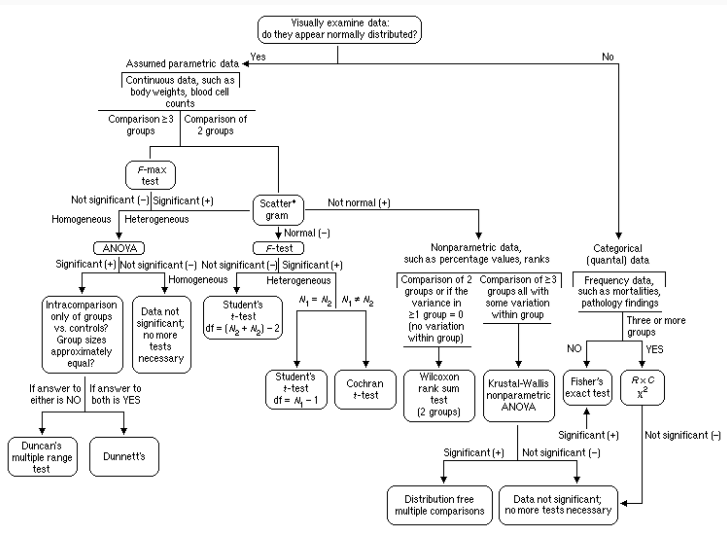 Visually examine data:
do they appear normally distributed?
Yes
No
Assumed parametric data
Continuous data, such as
body weights, blood cell
counts
Comparison ≥3
groups
Comparison of
2 groups
F-max
test
Not significant (−)
Significant (+)
Homogeneous
Heterogeneous
Scatter*
gram
Not normal (+)
Normal (−)
ANOYA
F-test
Significant (+)
Not significant (−)
Homogeneous
Not significant (−)
Significant (+)
Heterogeneous
Intracomparison
only of groups
vs. controls?
Group sizes
approximately
equal?
Data not
significant; no
more tests
necessary
Student's
t-test
df = (N₂ + N₂) − 2
N₁ = N₂
N₁ ≠ N₂
Student's
t-test
df = N₁ − 1
Cochran
t-test
If answer to
either is NO
If answer to
both is YES
Duncan's
multiple range
test
Dunnett's
Nonparametric data,
such as percentage values, ranks
Comparison of 2
groups or if the
variance in
≥1 group = 0
(no variation
within group)
Comparison of ≥3
groups all with
some variation
within group
Wilcoxon
rank sum
test
(2 groups)
Krustal-Wallis
nonparametric
ANOYA
Significant (+)
Not significant (−)
Distribution free
multiple comparisons
Data not significant;
no more tests necessary
Categorical
(quantal) data
Frequency data,
such as mortalities,
pathology findings
Three or more
groups
NO
YES
Fisher's
exact test
R×C
χ²
Significant (+)
Not significant (−)